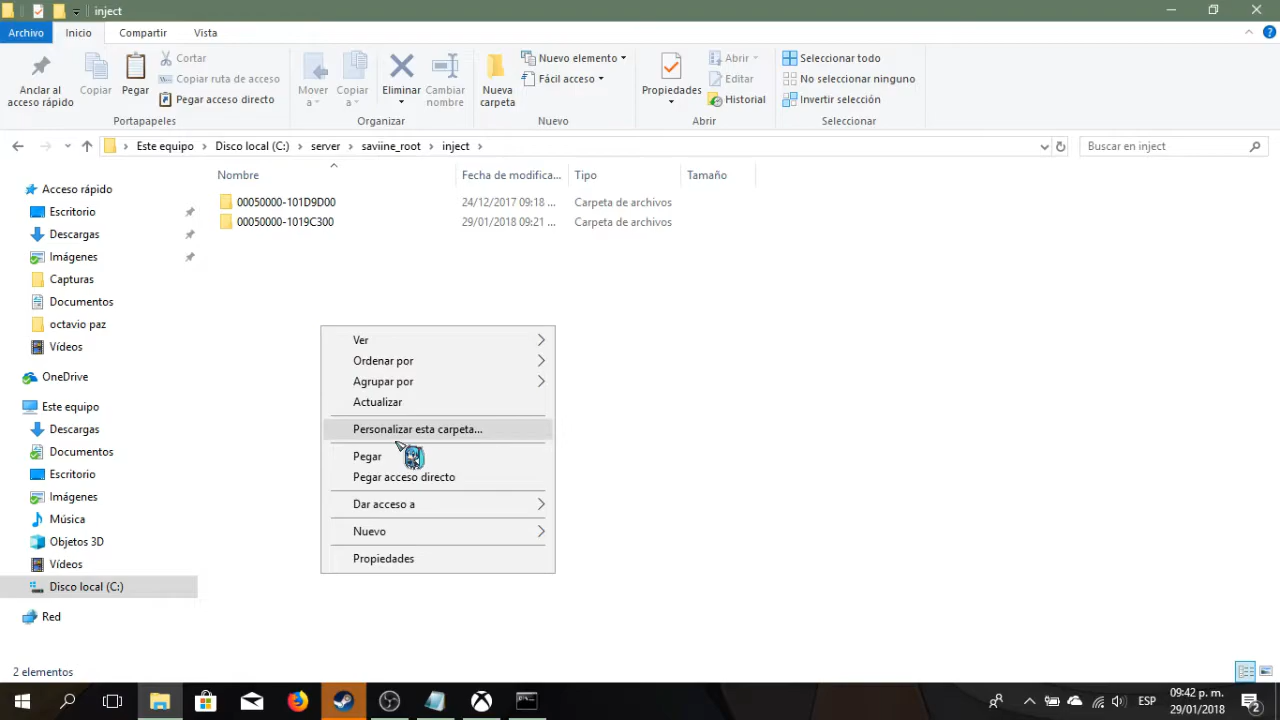 inject
Archivo
Inicio
Compartir
Vista
Anclar al acceso rápido
Copiar
Pegar
Cortar
Copiar ruta de acceso
Pegar acceso directo
Portapapeles
Mover a
Copiar a
Eliminar
Cambiar nombre
Organizar
Nueva carpeta
Nuevo elemento
Fácil acceso
Nuevo
Propiedades
Abrir
Editar
Historial
Abrir
Seleccionar todo
No seleccionar ninguno
Invertir selección
Seleccionar
Este equipo > Disco local (C:) > server > saviine_root > inject >
Buscar en inject
Nombre
Fecha de modifica...
Tipo
Tamaño
00050000-101D9D00 24/12/2017 09:18 ... Carpeta de archivos
00050000-1019C300 29/01/2018 09:21 ... Carpeta de archivos
Acceso rápido
Escritorio
Descargas
Imágenes
Capturas
Documentos
octavio paz
Vídeos
OneDrive
Este equipo
Descargas
Documentos
Escritorio
Imágenes
Música
Objetos 3D
Vídeos
Disco local (C:)
Red
Ver
Ordenar por
Agrupar por
Actualizar
Personalizar esta carpeta...
Pegar
Pegar acceso directo
Dar acceso a
Nuevo
Propiedades
2 elementos
ESP
09:42 p. m.
29/01/2018
2